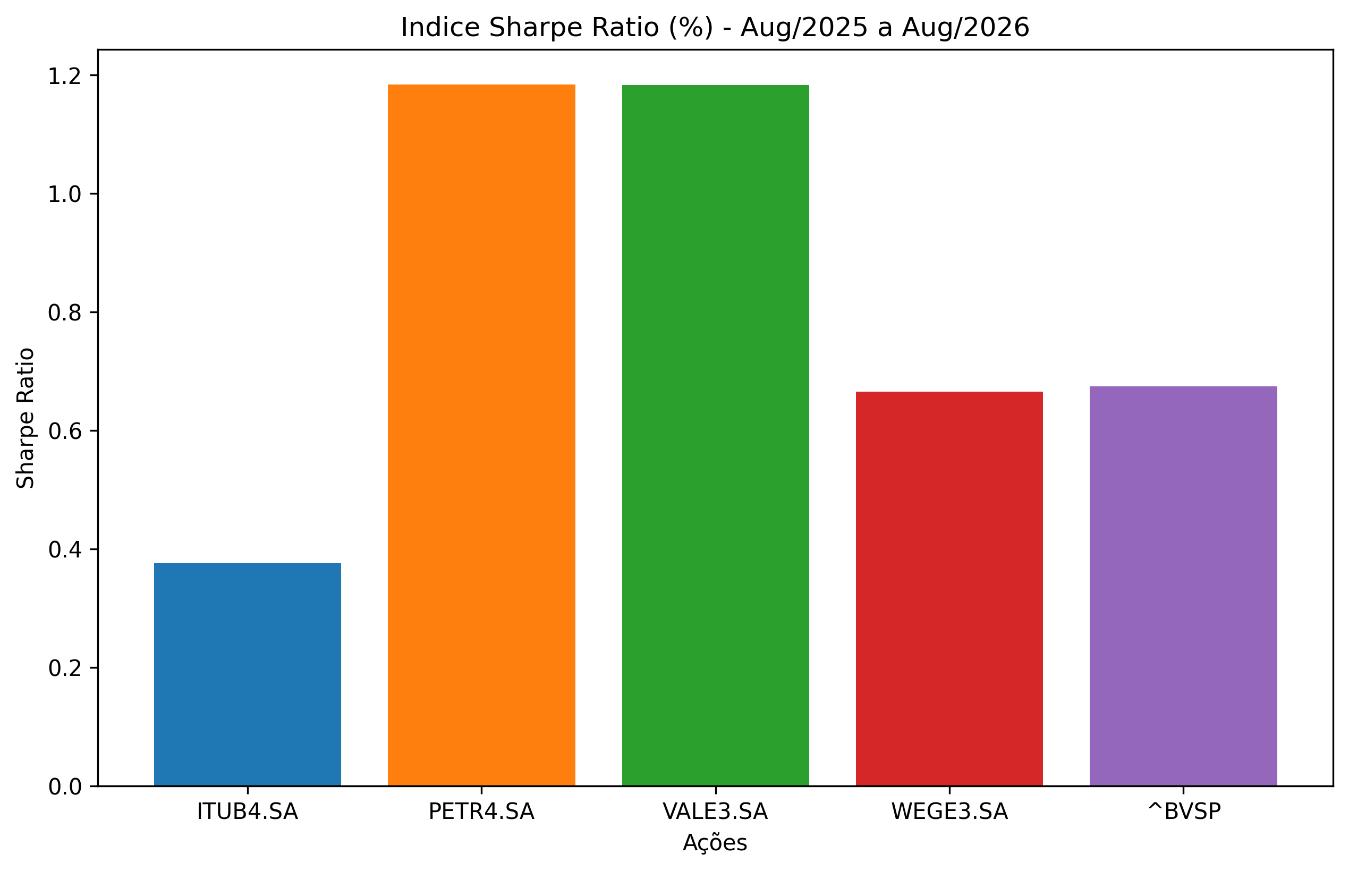 Indice Sharpe Ratio (%) - Aug/2025 a Aug/2026
1.2
1.0
0.8
0.6
0.4
0.2
0.0
Sharpe Ratio
ITUB4.SA PETR4.SA VALE3.SA WEGE3.SA ^BVSP
Ações